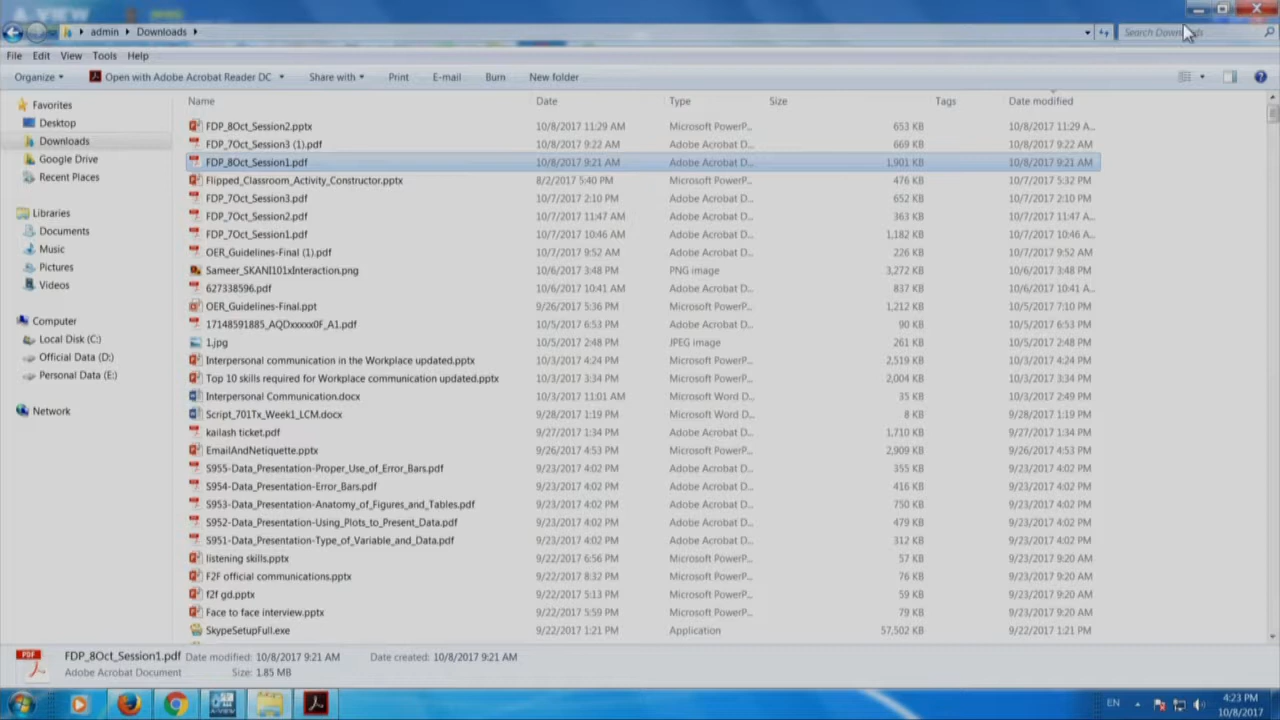 admin Downloads
Search Downloads
File Edit View Tools Help
Organize Open with Adobe Acrobat Reader DC Share with Print E-mail Burn New folder
Name Date Type Size Tags Date modified
FDP_8Oct_Session2.pptx 10/8/2017 11:29 AM Microsoft PowerP... 653 KB 10/8/2017 11:29 A...
FDP_7Oct_Session3 (1).pdf 10/8/2017 9:22 AM Adobe Acrobat D... 669 KB 10/8/2017 9:22 AM
FDP_8Oct_Session1.pdf 10/8/2017 9:21 AM Adobe Acrobat D... 1,901 KB 10/8/2017 9:21 AM
Flipped_Classroom_Activity_Constructor.pptx 8/2/2017 5:40 PM Microsoft PowerP... 476 KB 10/7/2017 5:32 PM
FDP_7Oct_Session3.pdf 10/7/2017 2:10 PM Adobe Acrobat D... 652 KB 10/7/2017 2:10 PM
FDP_7Oct_Session2.pdf 10/7/2017 11:47 AM Adobe Acrobat D... 363 KB 10/7/2017 11:47 A...
FDP_7Oct_Session1.pdf 10/7/2017 10:46 AM Adobe Acrobat D... 1,182 KB 10/7/2017 10:46 A...
OER_Guidelines-Final (1).pdf 10/7/2017 9:52 AM Adobe Acrobat D... 226 KB 10/7/2017 9:52 AM
Sameer_SKANI101xInteraction.png 10/6/2017 3:48 PM PNG image 3,272 KB 10/6/2017 3:48 PM
627338596.pdf 10/6/2017 10:41 AM Adobe Acrobat D... 837 KB 10/6/2017 10:41 A...
OER_Guidelines-Final.ppt 9/26/2017 5:36 PM Microsoft PowerP... 1,212 KB 10/5/2017 7:10 PM
17148591885_AQDxxxxx0F_A1.pdf 10/5/2017 6:53 PM Adobe Acrobat D... 90 KB 10/5/2017 6:53 PM
1.jpg 10/5/2017 2:48 PM JPEG image 261 KB 10/5/2017 2:48 PM
Interpersonal communication in the Workplace updated.pptx 10/3/2017 4:24 PM Microsoft PowerP... 2,519 KB 10/3/2017 4:24 PM
Top 10 skills required for Workplace communication updated.pptx 10/3/2017 3:34 PM Microsoft PowerP... 2,004 KB 10/3/2017 3:34 PM
Interpersonal Communication.docx 10/3/2017 11:01 AM Microsoft Word D... 35 KB 10/3/2017 2:49 PM
Script_701Tx_Week1_LCM.docx 9/28/2017 1:19 PM Microsoft Word D... 8 KB 9/28/2017 1:19 PM
kailash ticket.pdf 9/27/2017 1:34 PM Adobe Acrobat D... 1,710 KB 9/27/2017 1:34 PM
EmailAndNetiquette.pptx 9/26/2017 4:53 PM Microsoft PowerP... 2,909 KB 9/26/2017 4:53 PM
S955-Data_Presentation-Proper_Use_of_Error_Bars.pdf 9/23/2017 4:02 PM Adobe Acrobat D... 355 KB 9/23/2017 4:02 PM
S954-Data_Presentation-Error_Bars.pdf 9/23/2017 4:02 PM Adobe Acrobat D... 416 KB 9/23/2017 4:02 PM
S953-Data_Presentation-Anatomy_of_Figures_and_Tables.pdf 9/23/2017 4:02 PM Adobe Acrobat D... 750 KB 9/23/2017 4:02 PM
S952-Data_Presentation-Using_Plots_to_Present_Data.pdf 9/23/2017 4:02 PM Adobe Acrobat D... 479 KB 9/23/2017 4:02 PM
S951-Data_Presentation-Type_of_Variable_and_Data.pdf 9/23/2017 4:02 PM Adobe Acrobat D... 312 KB 9/23/2017 4:02 PM
listening skills.pptx 9/22/2017 6:56 PM Microsoft PowerP... 57 KB 9/23/2017 9:20 AM
F2F official communications.pptx 9/22/2017 8:32 PM Microsoft PowerP... 76 KB 9/23/2017 9:20 AM
f2f gd.pptx 9/22/2017 5:13 PM Microsoft PowerP... 59 KB 9/23/2017 9:20 AM
Face to face interview.pptx 9/22/2017 5:59 PM Microsoft PowerP... 79 KB 9/23/2017 9:20 AM
SkypeSetupFull.exe 9/22/2017 1:21 PM Application 57,502 KB 9/22/2017 1:21 PM
Favorites
Desktop
Downloads
Google Drive
Recent Places
Libraries
Documents
Music
Pictures
Videos
Computer
Local Disk (C:)
Official Data (D:)
Personal Data (E:)
Network
FDP_8Oct_Session1.pdf Date modified: 10/8/2017 9:21 AM Date created: 10/8/2017 9:21 AM
Adobe Acrobat Document Size: 1.85 MB
PDF
EN
4:23 PM
10/8/2017